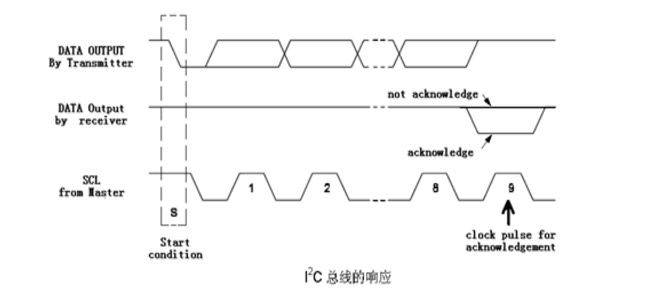 DATA OUTPUT
By Transmitter
DATA Output
by receiver
not acknowledge
acknowledge
SCL
from Master
1
2
8
9
S
Start
condition
clock pulse for
acknowledgement
I²C 总线的响应